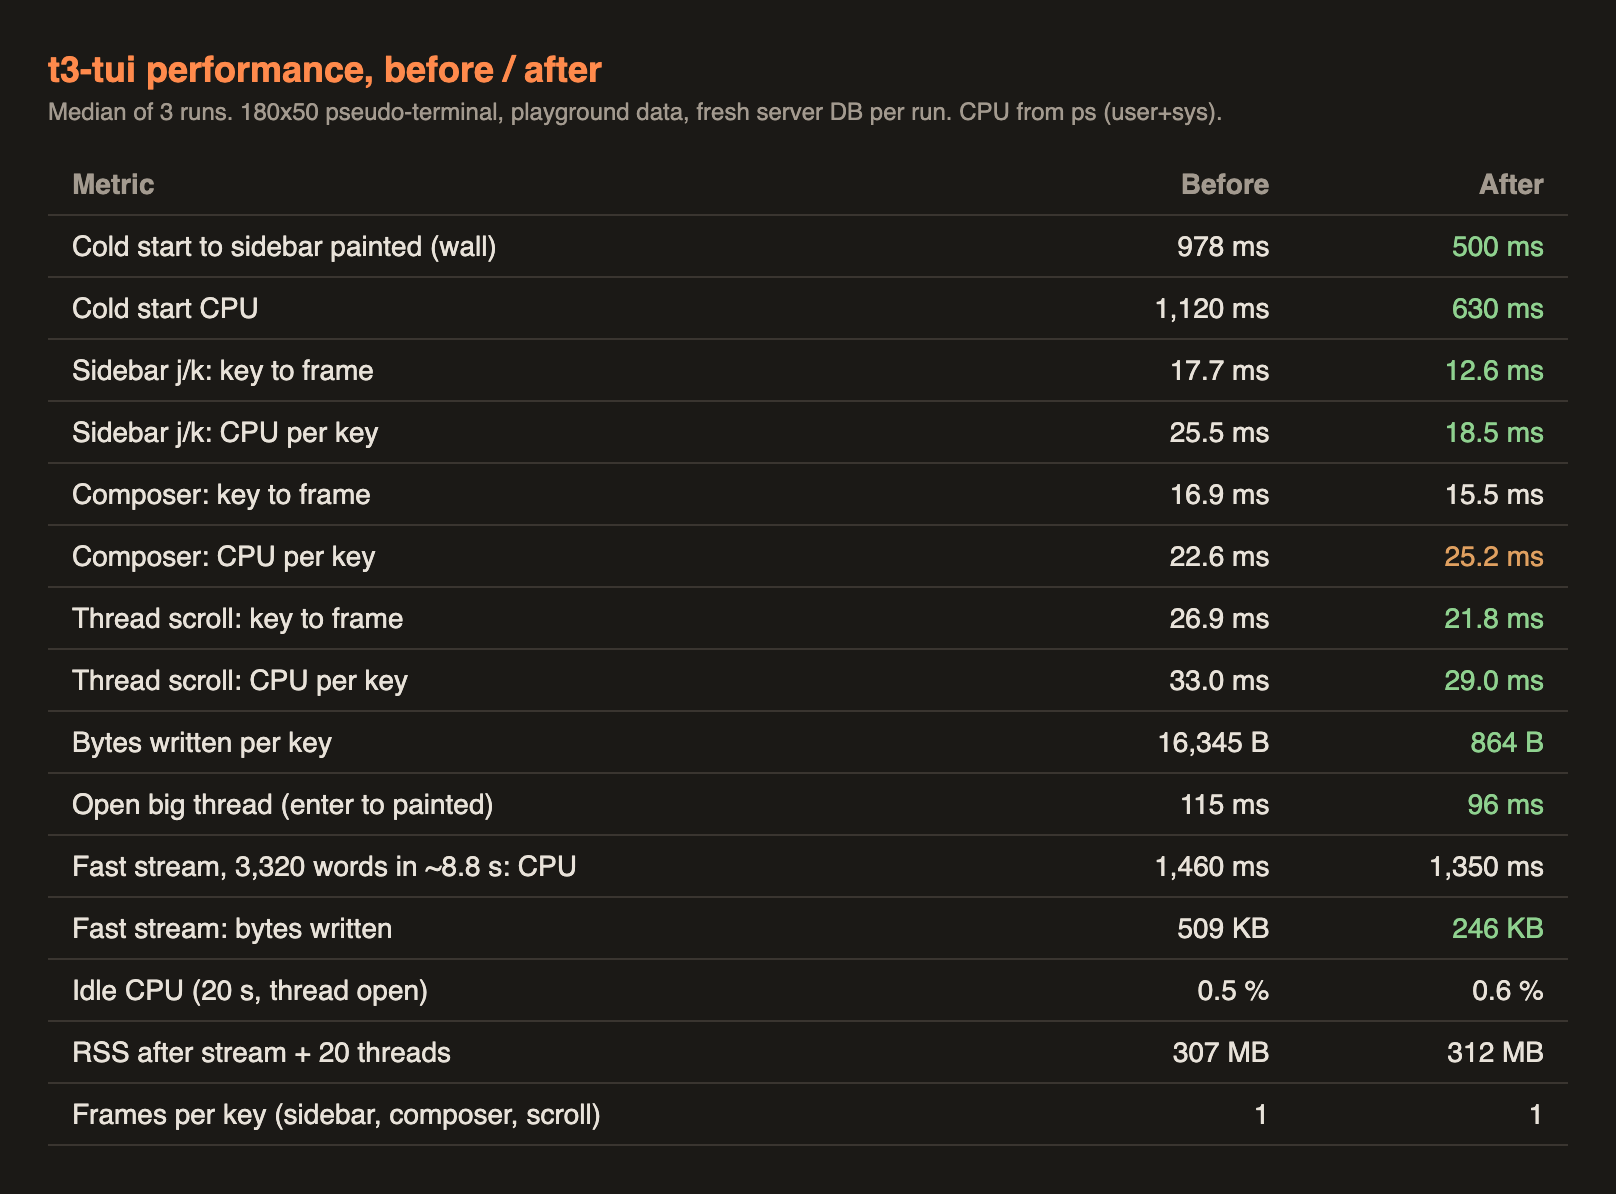 t3-tui performance, before / after
Median of 3 runs. 180x50 pseudo-terminal, playground data, fresh server DB per run. CPU from ps (user+sys).
Metric Before After
Cold start to sidebar painted (wall) 978 ms 500 ms
Cold start CPU 1,120 ms 630 ms
Sidebar j/k: key to frame 17.7 ms 12.6 ms
Sidebar j/k: CPU per key 25.5 ms 18.5 ms
Composer: key to frame 16.9 ms 15.5 ms
Composer: CPU per key 22.6 ms 25.2 ms
Thread scroll: key to frame 26.9 ms 21.8 ms
Thread scroll: CPU per key 33.0 ms 29.0 ms
Bytes written per key 16,345 B 864 B
Open big thread (enter to painted) 115 ms 96 ms
Fast stream, 3,320 words in ~8.8 s: CPU 1,460 ms 1,350 ms
Fast stream: bytes written 509 KB 246 KB
Idle CPU (20 s, thread open) 0.5 % 0.6 %
RSS after stream + 20 threads 307 MB 312 MB
Frames per key (sidebar, composer, scroll) 1 1